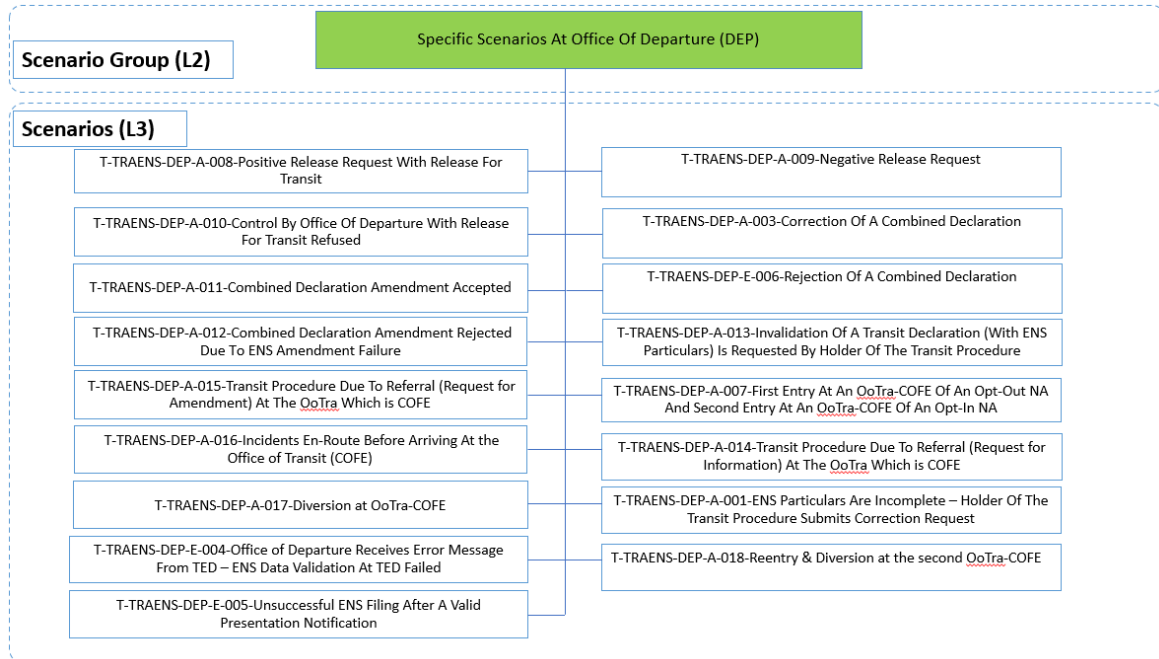 Specific Scenarios At Office Of Departure (DEP)
Scenario Group (L2)
Scenarios (L3)
T-TRAENS-DEP-A-008-Positive Release Request With Release For
Transit
T-TRAENS-DEP-A-009-Negative Release Request
T-TRAENS-DEP-A-010-Control By Office Of Departure With Release
For Transit Refused
T-TRAENS-DEP-A-003-Correction Of A Combined Declaration
T-TRAENS-DEP-A-011-Combined Declaration Amendment Accepted
T-TRAENS-DEP-E-006-Rejection Of A Combined Declaration
T-TRAENS-DEP-A-012-Combined Declaration Amendment Rejected
Due To ENS Amendment Failure
T-TRAENS-DEP-A-013-Invalidation Of A Transit Declaration (With ENS
Particulars) Is Requested By Holder Of The Transit Procedure
T-TRAENS-DEP-A-015-Transit Procedure Due To Referral (Request for
Amendment) At The OoTra Which is COFE
T-TRAENS-DEP-A-007-First Entry At An OoTra-COFE Of An Opt-Out NA
And Second Entry At An OoTra-COFE Of An Opt-In NA
T-TRAENS-DEP-A-016-Incidents En-Route Before Arriving At the
Office of Transit (COFE)
T-TRAENS-DEP-A-014-Transit Procedure Due To Referral (Request for
Information) At The OoTra Which is COFE
T-TRAENS-DEP-A-017-Diversion at OoTra-COFE
T-TRAENS-DEP-A-001-ENS Particulars Are Incomplete – Holder Of The
Transit Procedure Submits Correction Request
T-TRAENS-DEP-E-004-Office of Departure Receives Error Message
From TED – ENS Data Validation At TED Failed
T-TRAENS-DEP-A-018-Reentry & Diversion at the second OoTra-COFE
T-TRAENS-DEP-E-005-Unsuccessful ENS Filing After A Valid
Presentation Notification